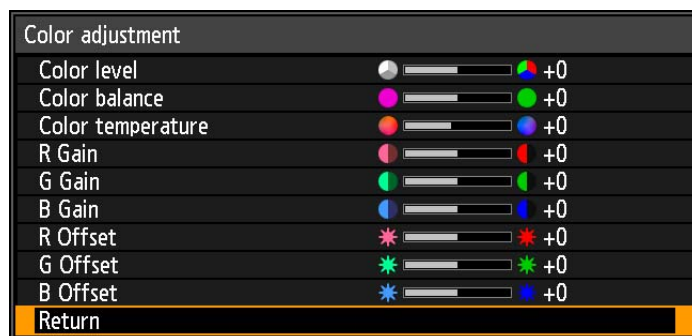 Color adjustment
Color level +0
Color balance +0
Color temperature +0
R Gain +0
G Gain +0
B Gain +0
R Offset +0
G Offset +0
B Offset +0
Return